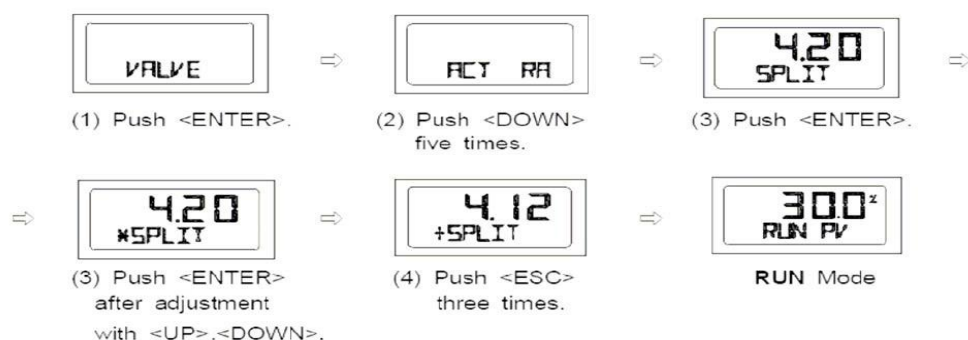 VALVE
(1) Push <ENTER>.
ACT RA
(2) Push <DOWN>
five times.
4.20
SPLIT
(3) Push <ENTER>.
4.20
*SPLIT
(3) Push <ENTER>
after adjustment
with <UP>.<DOWN>.
4.12
+SPLIT
(4) Push <ESC>
three times.
30.0%
RUN PV
RUN Mode